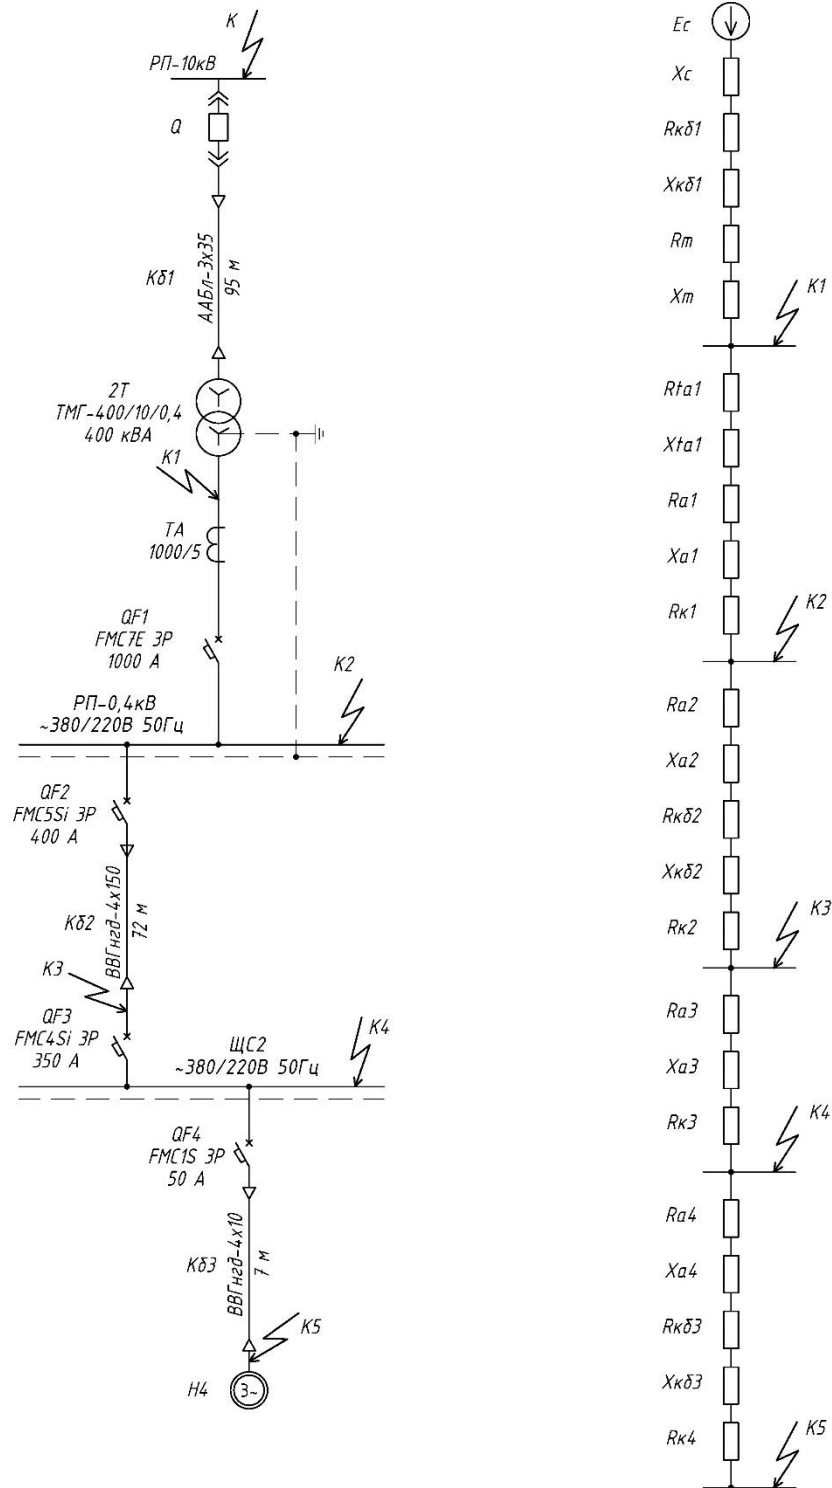 K
РП-10кВ
Q
Кб1
ААБл-3х35
95 м
2Т
ТМГ-400/10/0,4
400 кВА
K1
ТА
1000/5
QF1
FMC7E 3P
1000 А
K2
РП-0,4кВ
~380/220В 50Гц
QF2
FMC5Si 3P
400 А
Кб2
ВВГнгд-4х150
72 м
K3
QF3
FMC4Si 3P
350 А
ЩС2
~380/220В 50Гц
K4
QF4
FMC1S 3P
50 А
Кб3
ВВГнгд-4х10
7 м
K5
Н4
3~
Ec
Xc
Rкб1
Xкб1
Rт
Xт
K1
Rta1
Xta1
Ra1
Xa1
Rк1
K2
Ra2
Xa2
Rкб2
Xкб2
Rк2
K3
Ra3
Xa3
Rк3
K4
Ra4
Xa4
Rкб3
Xкб3
Rк4
K5